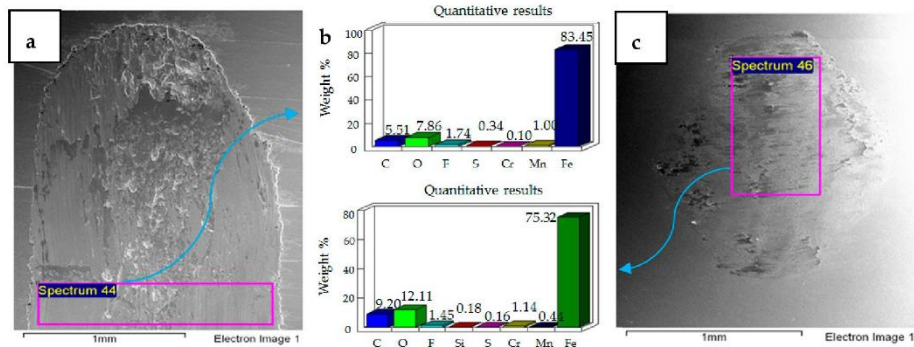 a
Spectrum 44
1mm
Electron Image 1
b
Quantitative results
Weight %
100
80
60
40
20
0
5.51
7.86
1.74
0.34
0.10
1.00
83.45
C O F S Cr Mn Fe
Quantitative results
Weight %
80
60
40
20
0
9.20
12.11
1.45
0.18
0.16
1.14
0.44
75.32
C O F Si S Cr Mn Fe
c
Spectrum 46
1mm
Electron Image 1